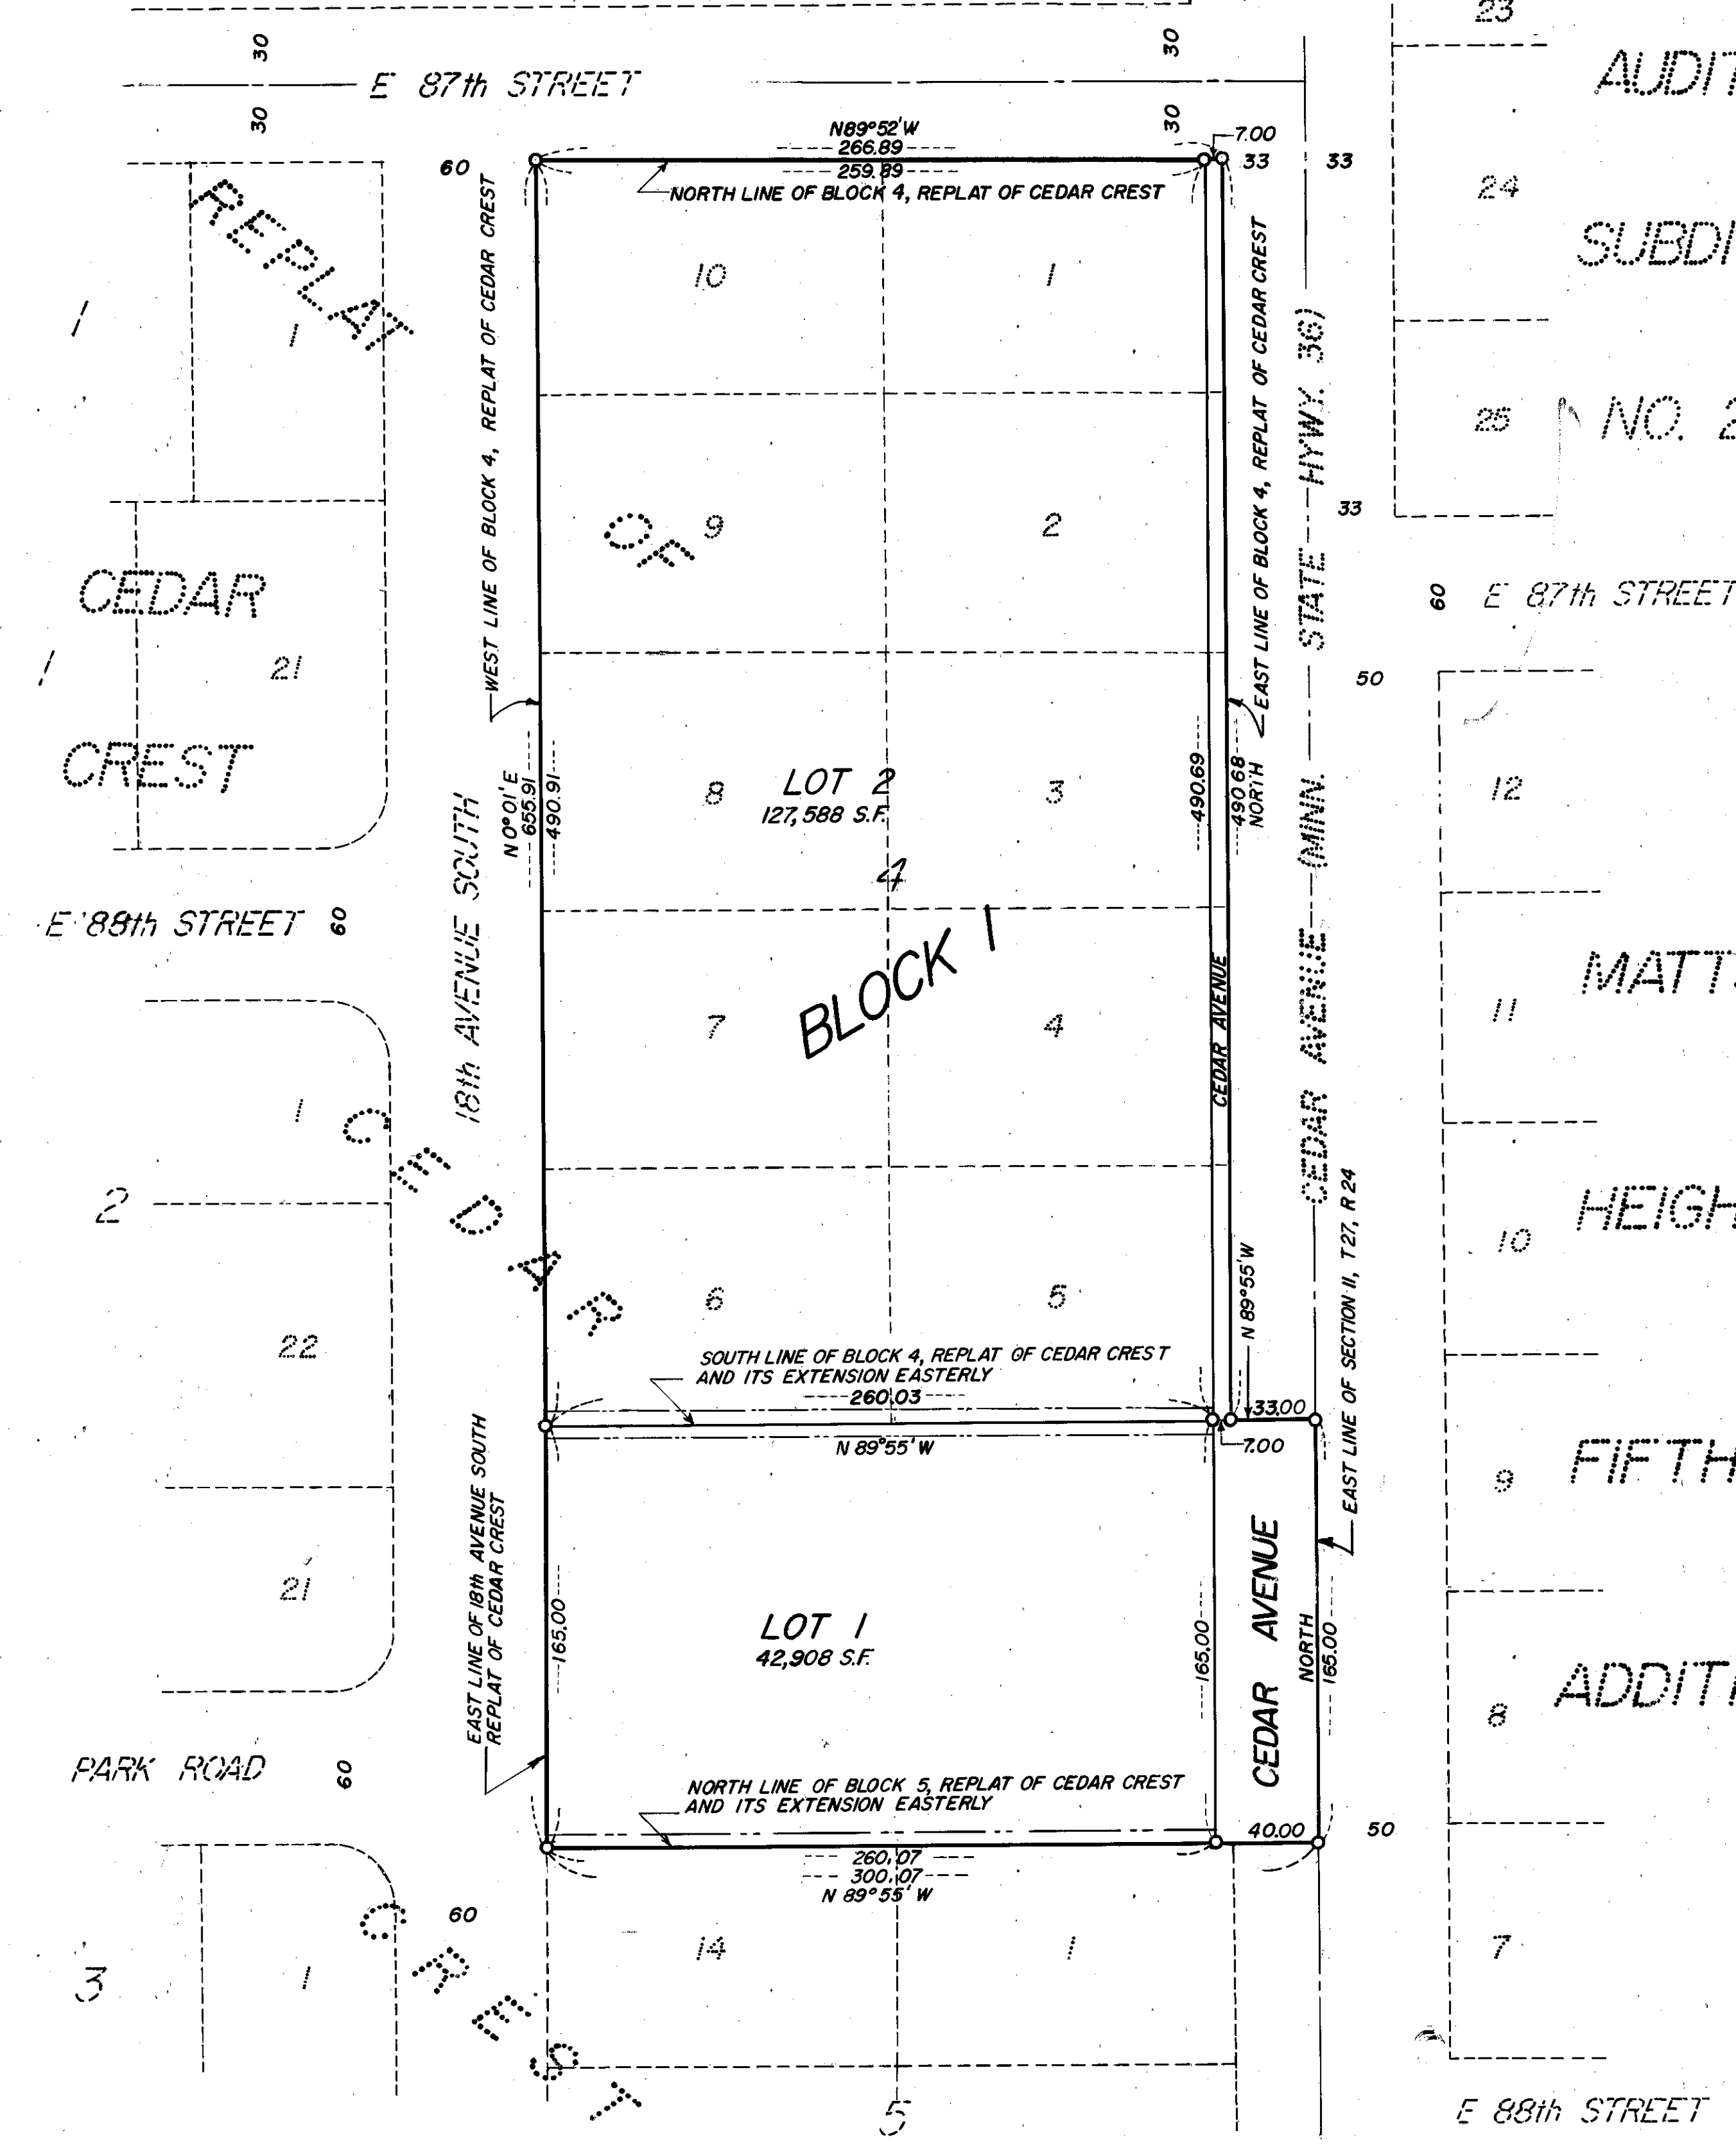 23
30
30
E 87th STREET
30
30
AUDIT
N89°52'W
266.89
7.00
60
259.89
33
33
NORTH LINE OF BLOCK 4, REPLAT OF CEDAR CREST
24
REPLAT
WEST LINE OF BLOCK 4, REPLAT OF CEDAR CREST
EAST LINE OF BLOCK 4, REPLAT OF CEDAR CREST
SUBDI
10
1
1
1
25
NO. 2
33
OF
9
2
CEDAR
60
E 87th STREET
1
21
50
CREST
N 0°01'E
655.91
490.91
LOT 2
127,588 S.F.
8
3
490.69
490.68
NORTH
CEDAR AVENUE (MINN. STATE HYWY. 36)
12
4
E 88th STREET
60
18th AVENUE SOUTH
BLOCK 1
CEDAR AVENUE
MATT
11
7
4
1
CEDAR
2
HEIGH
10
N 89°55'W
EAST LINE OF SECTION 11, T27, R24
6
5
22
SOUTH LINE OF BLOCK 4, REPLAT OF CEDAR CREST
AND ITS EXTENSION EASTERLY
260.03
33.00
N 89°55'W
7.00
FIFTH
9
EAST LINE OF 18th AVENUE SOUTH
REPLAT OF CEDAR CREST
21
165.00
LOT 1
42,908 S.F.
165.00
CEDAR AVENUE
NORTH
165.00
ADDIT
8
PARK ROAD
60
NORTH LINE OF BLOCK 5, REPLAT OF CEDAR CREST
AND ITS EXTENSION EASTERLY
40.00
50
260.07
300.07
N 89°55'W
60
14
1
7
3
1
CREST
5
E 88th STREET